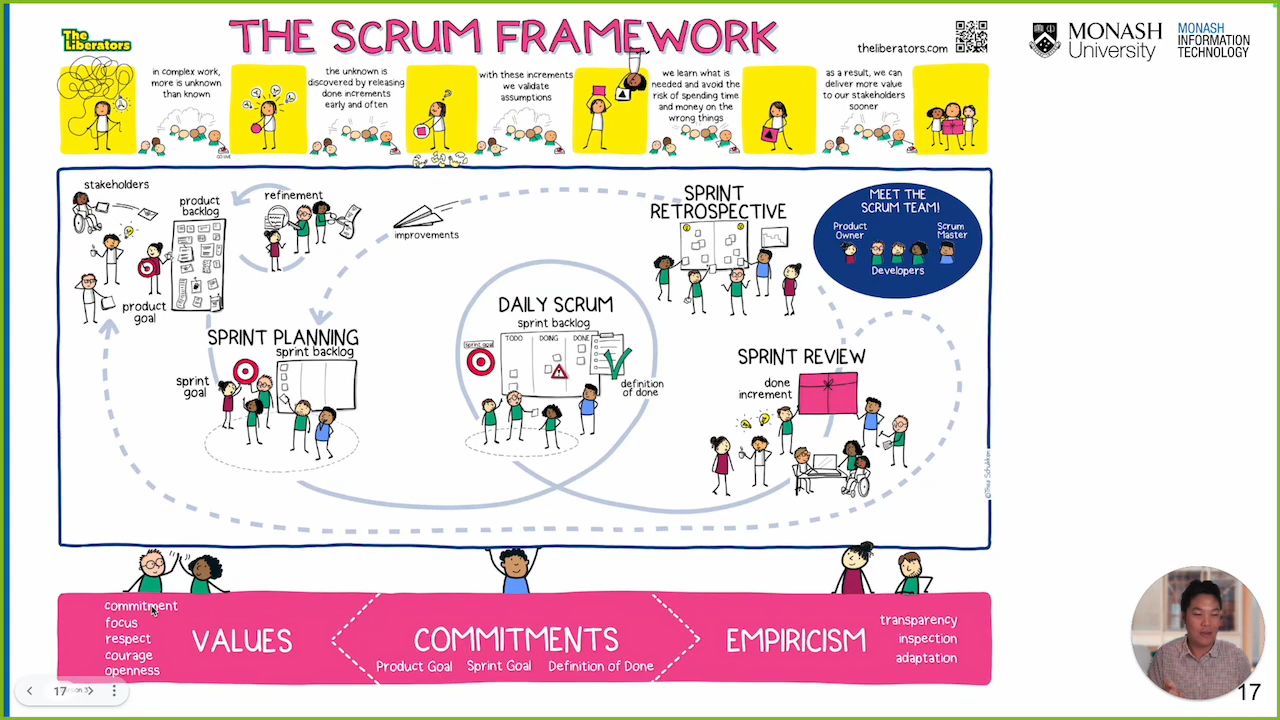 The
Liberators
THE SCRUM FRAMEWORK
theliberators.com
MONASH
University
MONASH
INFORMATION
TECHNOLOGY
in complex work,
more is unknown
than known
the unknown is
discovered by releasing
done increments
early and often
with these increments
we validate
assumptions
we learn what is
needed and avoid the
risk of spending time
and money on the
wrong things
as a result, we can
deliver more value
to our stakeholders
sooner
stakeholders
product
backlog
refinement
improvements
product
goal
SPRINT
RETROSPECTIVE
MEET THE
SCRUM TEAM!
Product
Owner
Scrum
Master
Developers
SPRINT PLANNING
sprint backlog
sprint
goal
DAILY SCRUM
sprint backlog
sprint goal
TODO DOING DONE
definition
of done
SPRINT REVIEW
done
increment
commitment
focus
respect
courage
openness
VALUES
COMMITMENTS
Product Goal Sprint Goal Definition of Done
EMPIRICISM
transparency
inspection
adaptation
17
17